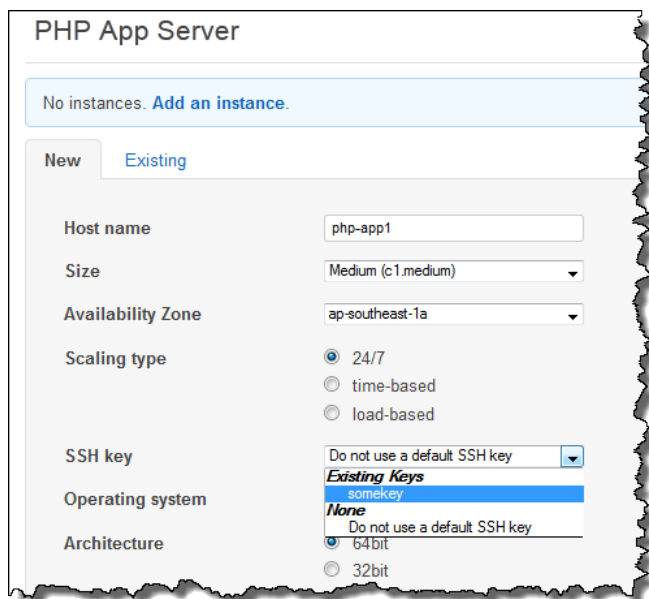 PHP App Server
No instances. Add an instance.
New Existing
Host name php-app1
Size Medium (c1.medium)
Availability Zone ap-southeast-1a
Scaling type 24/7
time-based
load-based
SSH key Do not use a default SSH key
Existing Keys
somekey
Operating system
None
Do not use a default SSH key
Architecture 64bit
32bit